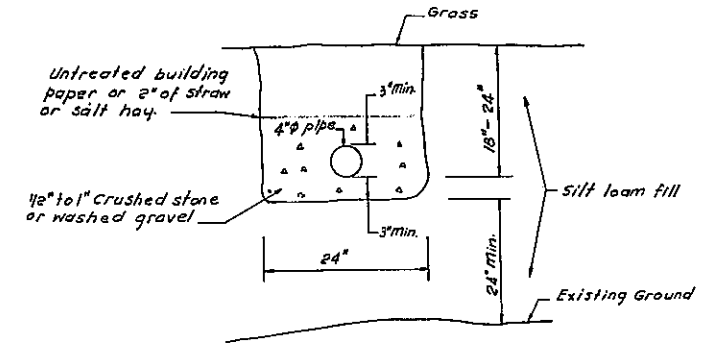 Grass
Untreated building
paper or 2" of straw
or salt hay.
3" Min.
4" ø pipe
18" - 24"
1/2" to 1" Crushed stone
or washed gravel
Silt loam fill
3" Min.
24"
24" Min.
Existing Ground